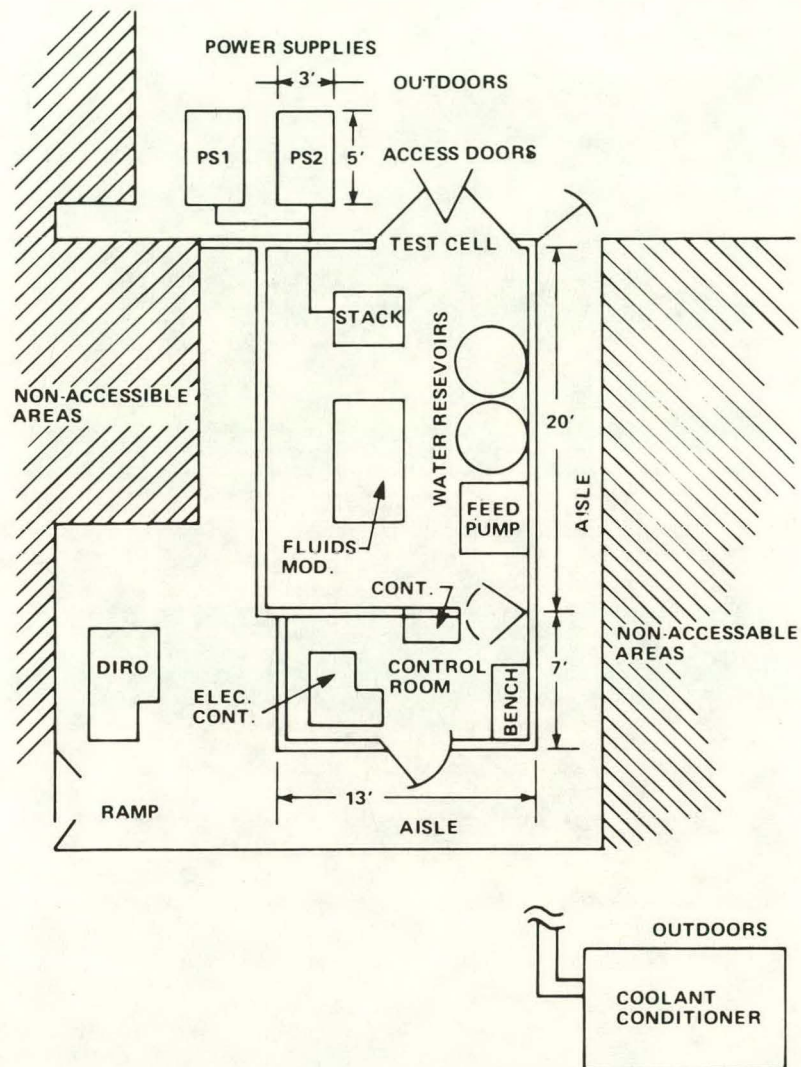 POWER SUPPLIES
3'
OUTDOORS
PS1
PS2
5'
ACCESS DOORS
TEST CELL
STACK
WATER RESEVOIRS
NON-ACCESSIBLE
AREAS
20'
AISLE
FEED
PUMP
FLUIDS
MOD.
CONT.
NON-ACCESSABLE
AREAS
DIRO
CONTROL
ROOM
7'
ELEC.
CONT.
BENCH
13'
RAMP
AISLE
OUTDOORS
COOLANT
CONDITIONER